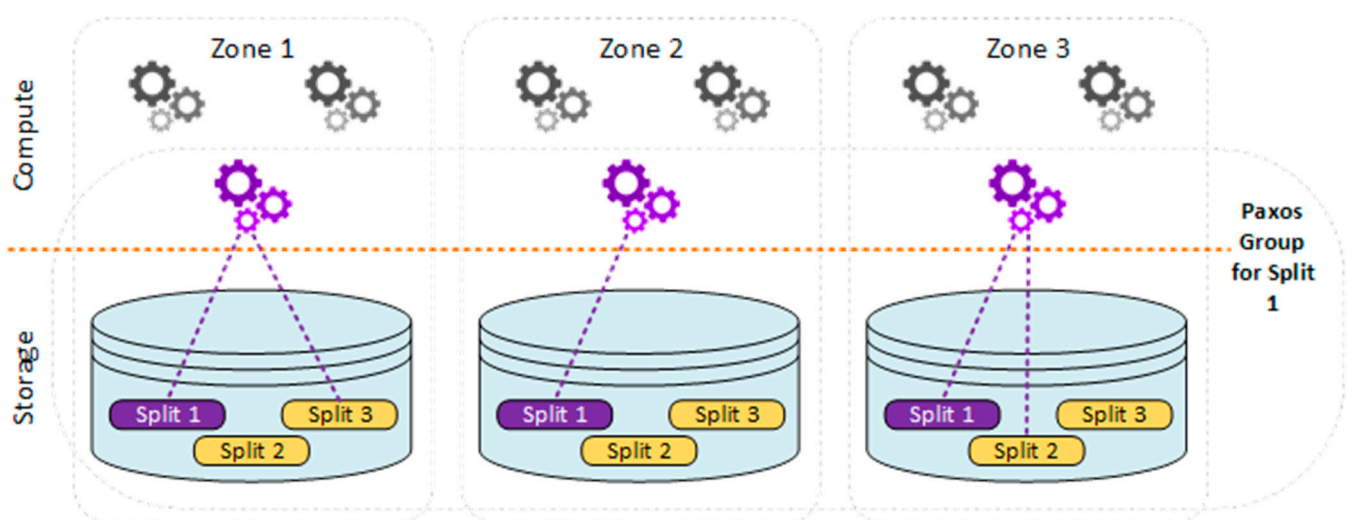 Zone 1
Zone 2
Zone 3
Compute
Paxos
Group
for Split
1
Storage
Split 1
Split 3
Split 2
Split 1
Split 3
Split 2
Split 1
Split 3
Split 2